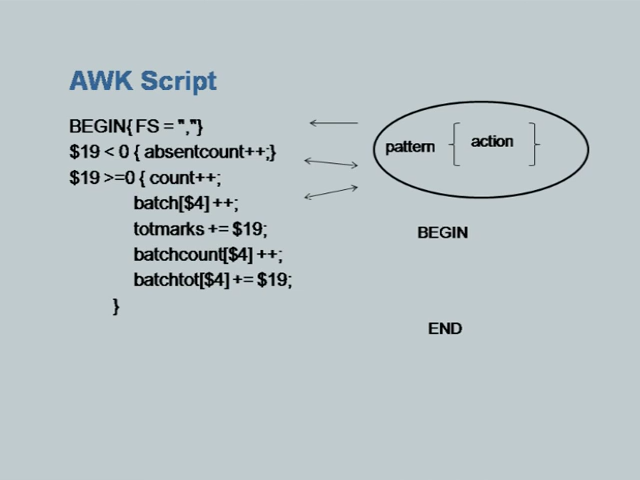 AWK Script
BEGIN{ FS = ","}
$19 < 0 { absentcount++;}
$19 >=0 { count++;
batch[$4] ++;
totmarks += $19;
batchcount[$4] ++;
batchtot[$4] += $19;
}
pattern { action }
BEGIN
END